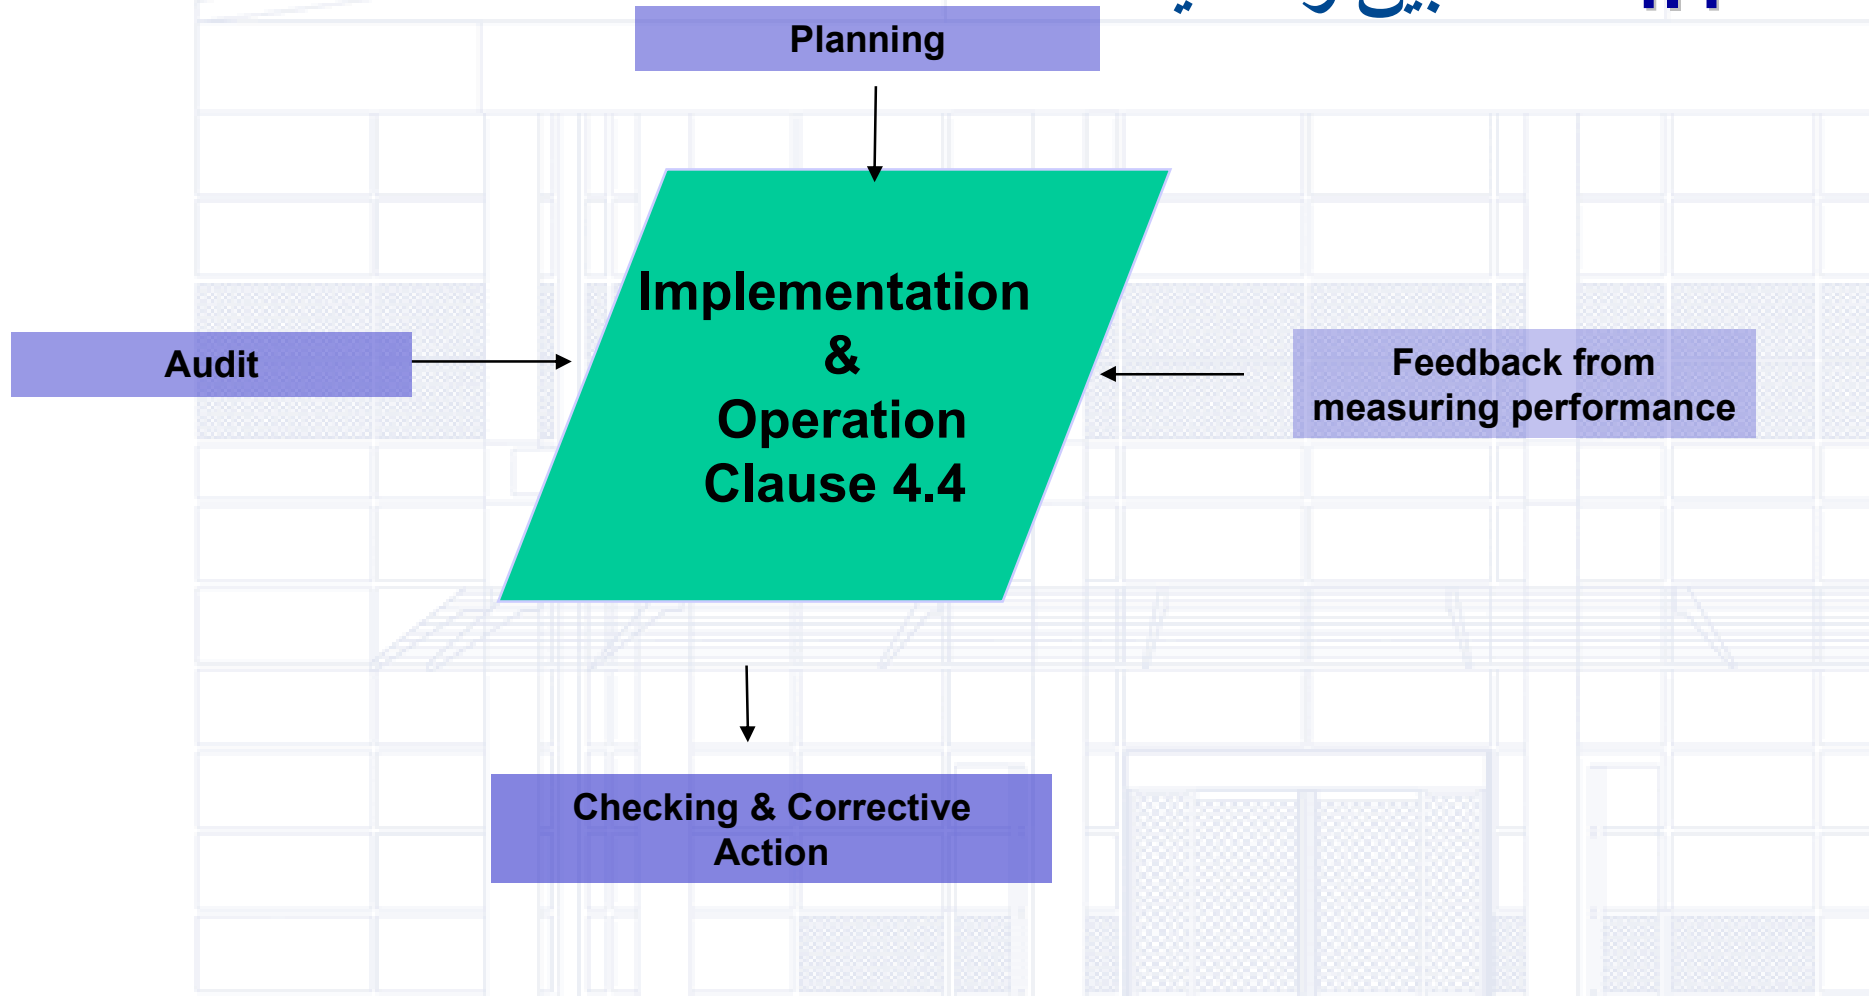 Planning
Implementation
&
Operation
Clause 4.4
Audit
Feedback from
measuring performance
Checking & Corrective
Action